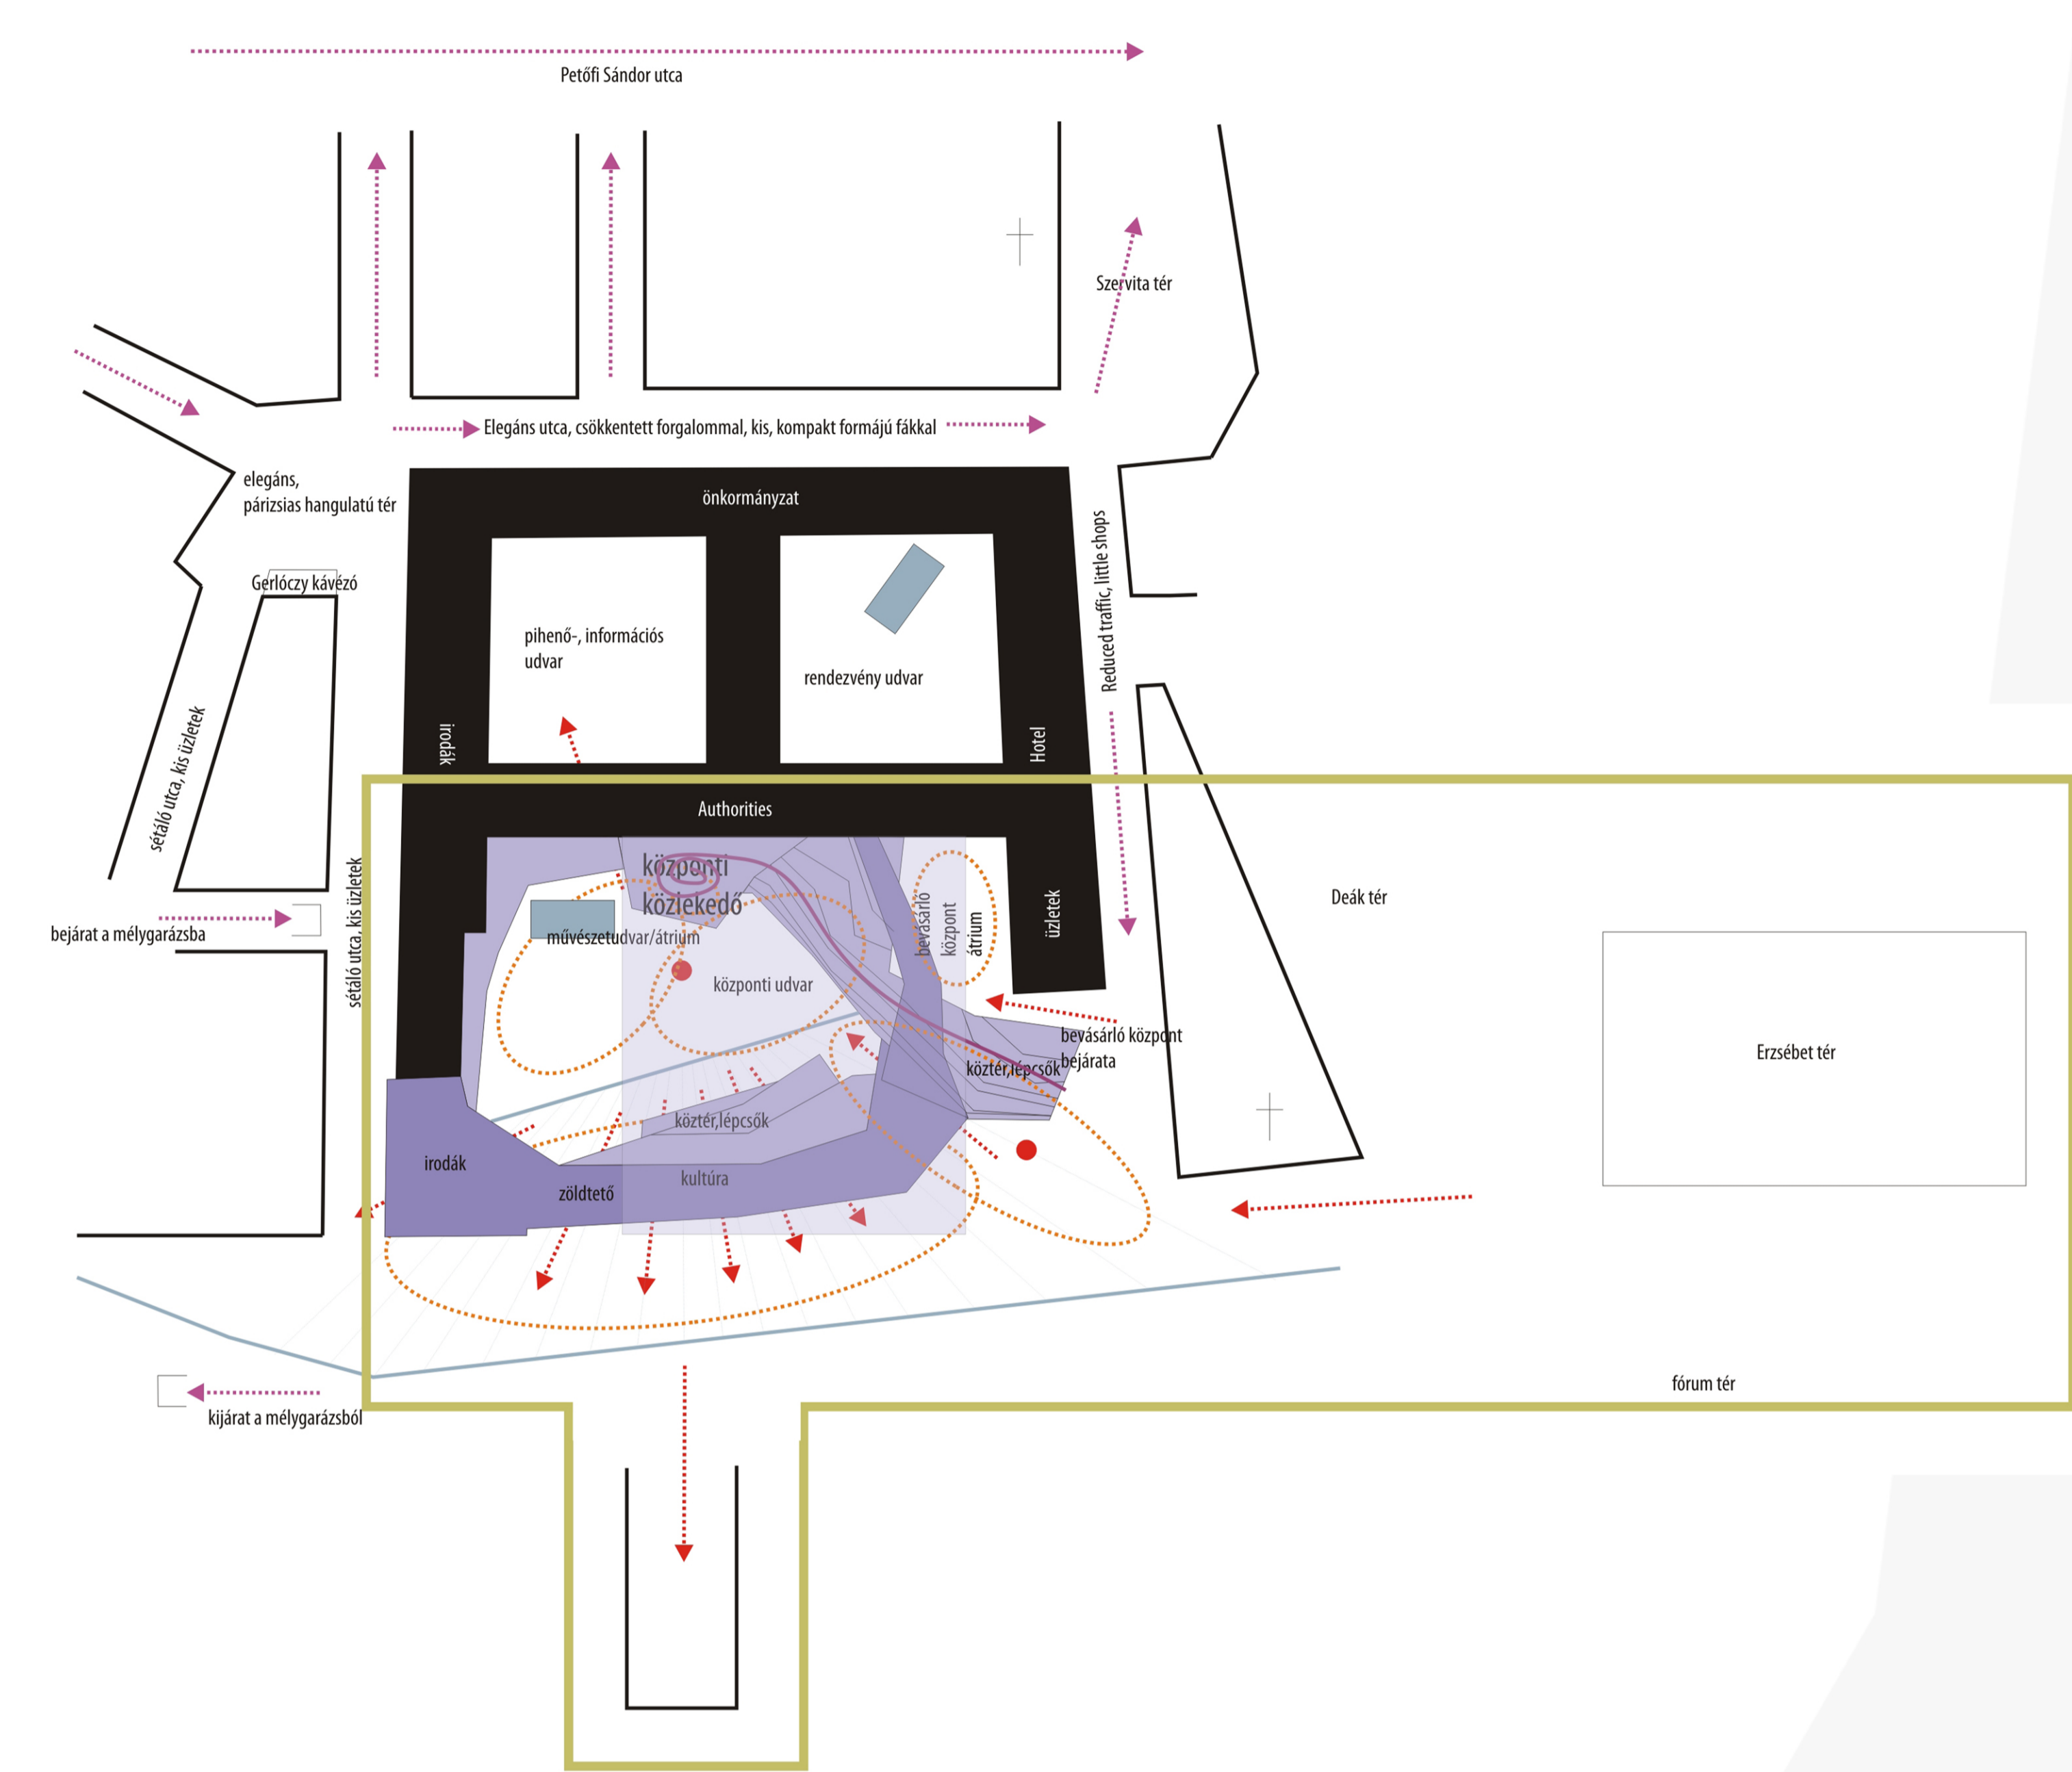 Petőfi Sándor utca
Szervita tér
Elegáns utca, csökkentett forgalommal, kis, kompakt formájú fákkal
elegáns,
párizsias hangulatú tér
önkormányzat
Reduced traffic, little shops
Gerlóczy kávézó
pihenő-, információs
udvar
rendezvény udvar
irodák
Hotel
sétáló utca, kis üzletek
Authorities
központi
közlekedő
sétáló utca, kis üzletek
bevásárló
központ
átrium
üzletek
Deák tér
bejárat a mélygarázsba
művészetudvar/átrium
központi udvar
bevásárló központ
bejárata
köztér,lépcsők
Erzsébet tér
köztér,lépcsők
irodák
zöldtető
kultúra
fórum tér
kijárat a mélygarázsból